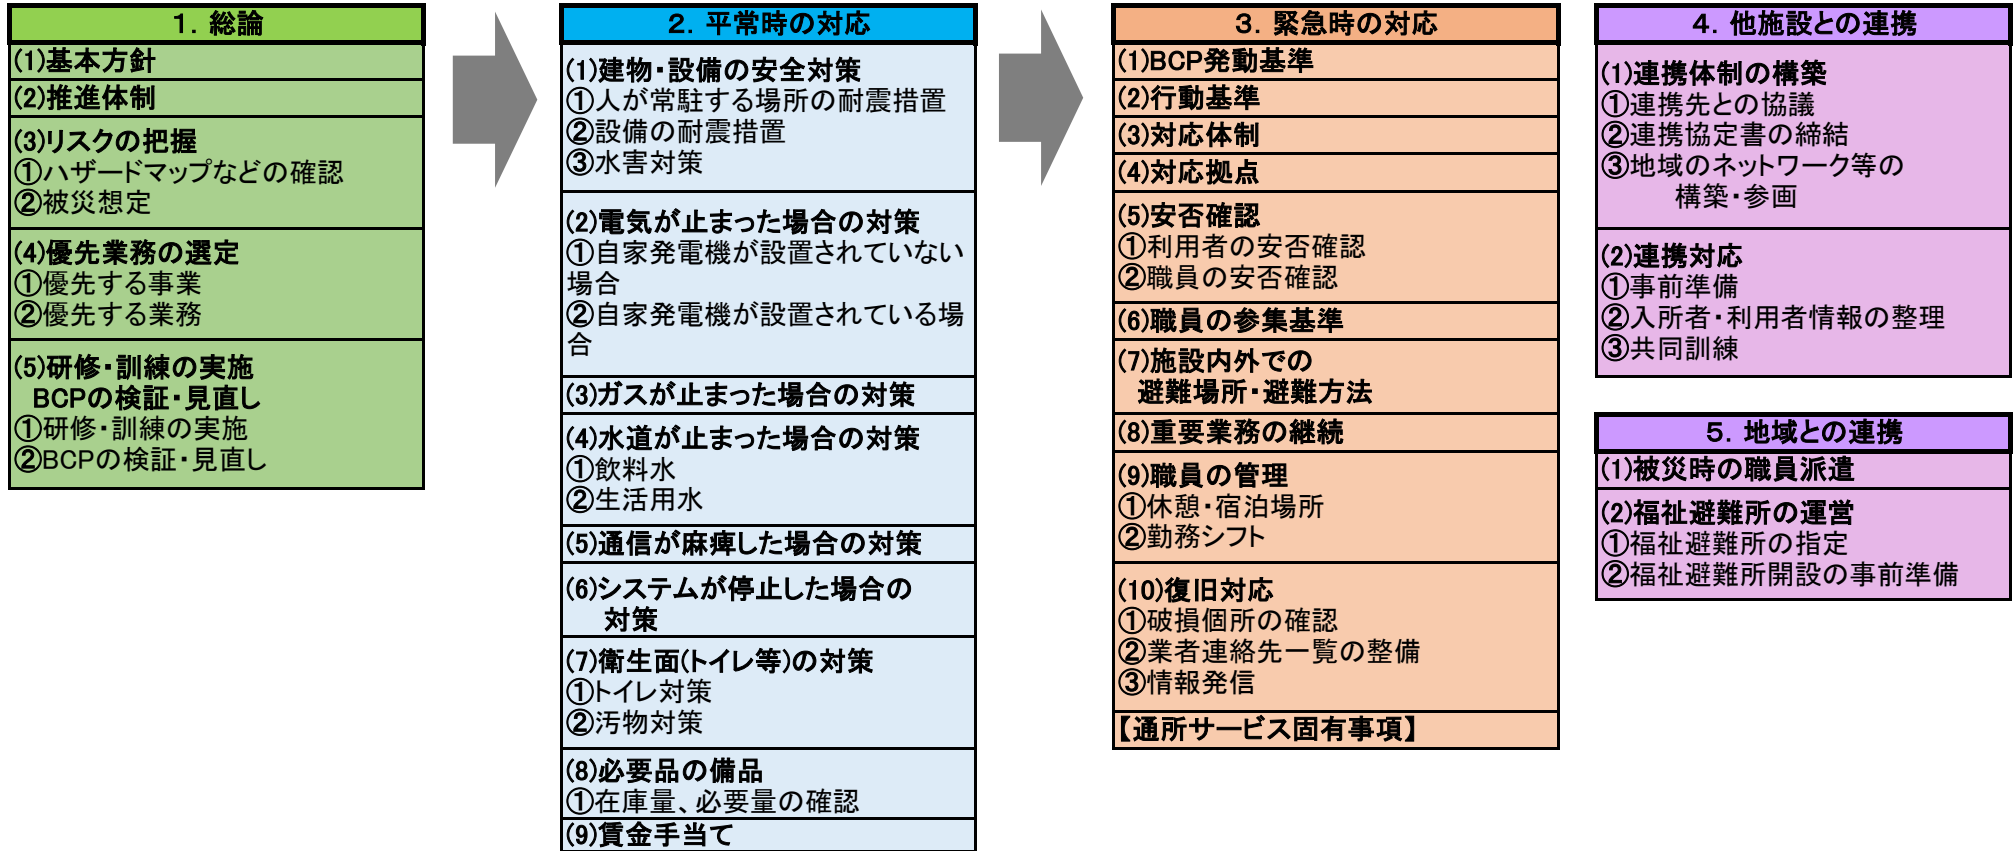 １．総論
(1)基本方針
(2)推進体制
(3)リスクの把握
①ハザードマップなどの確認
②被災想定
(4)優先業務の選定
①優先する事業
②優先する業務
(5)研修・訓練の実施
BCPの検証・見直し
①研修・訓練の実施
②BCPの検証・見直し
２．平常時の対応
(1)建物・設備の安全対策
①人が常駐する場所の耐震措置
②設備の耐震措置
③水害対策
(2)電気が止まった場合の対策
①自家発電機が設置されていない
場合
②自家発電機が設置されている場
合
(3)ガスが止まった場合の対策
(4)水道が止まった場合の対策
①飲料水
②生活用水
(5)通信が麻痺した場合の対策
(6)システムが停止した場合の
対策
(7)衛生面(トイレ等)の対策
①トイレ対策
②汚物対策
(8)必要品の備品
①在庫量、必要量の確認
(9)賃金手当て
３．緊急時の対応
(1)BCP発動基準
(2)行動基準
(3)対応体制
(4)対応拠点
(5)安否確認
①利用者の安否確認
②職員の安否確認
(6)職員の参集基準
(7)施設内外での
避難場所・避難方法
(8)重要業務の継続
(9)職員の管理
①休憩・宿泊場所
②勤務シフト
(10)復旧対応
①破損個所の確認
②業者連絡先一覧の整備
③情報発信
【通所サービス固有事項】
４．他施設との連携
(1)連携体制の構築
①連携先との協議
②連携協定書の締結
③地域のネットワーク等の
構築・参画
(2)連携対応
①事前準備
②入所者・利用者情報の整理
③共同訓練
５．地域との連携
(1)被災時の職員派遣
(2)福祉避難所の運営
①福祉避難所の指定
②福祉避難所開設の事前準備